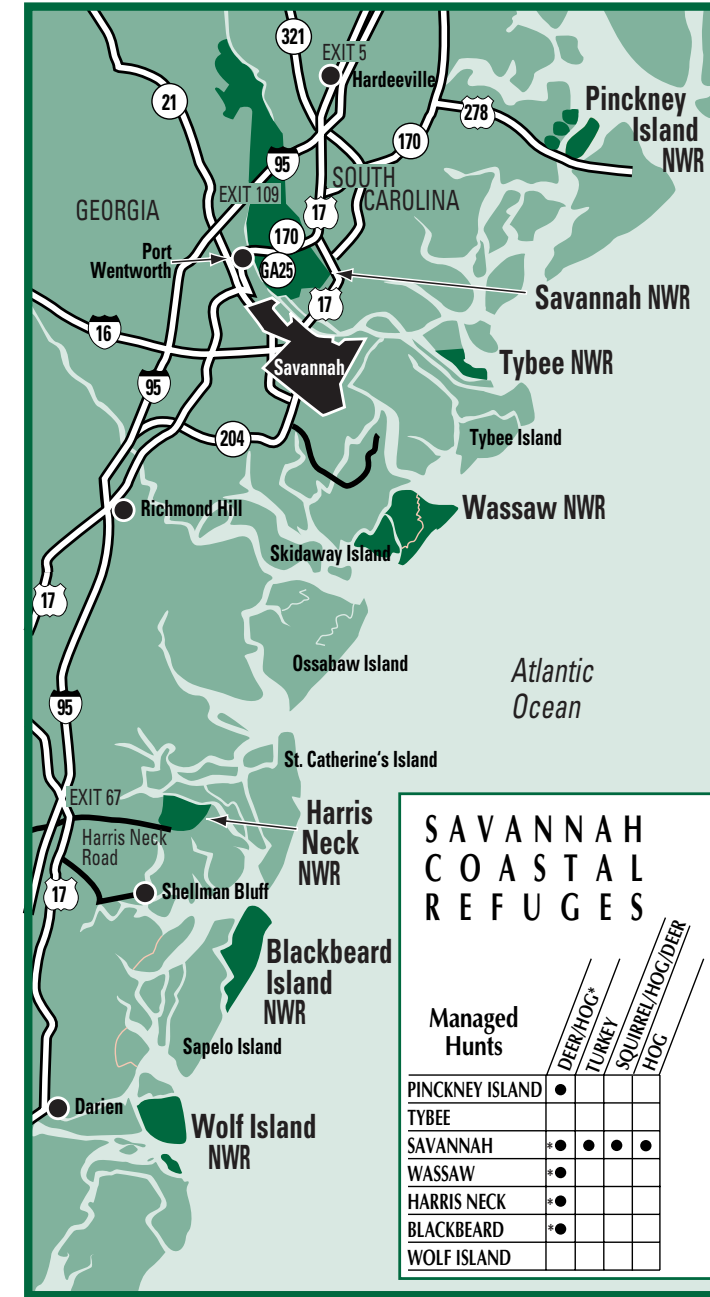 321
EXIT 5
Hardeeville
21
Pinckney
Island
NWR
278
170
95
SOUTH
CAROLINA
EXIT 109
GEORGIA
17
170
Port
Wentworth
GA25
Savannah NWR
17
16
Tybee NWR
Savannah
95
204
Tybee Island
Richmond Hill
Wassaw NWR
Skidaway Island
17
Ossabaw Island
Atlantic
Ocean
95
St. Catherine's Island
EXIT 67
Harris
Neck
NWR
Harris Neck
Road
17
Shellman Bluff
Blackbeard
Island
NWR
Sapelo Island
Darien
Wolf Island
NWR
SAVANNAH
COASTAL
REFUGES
Managed
Hunts
DEER/HOG*
TURKEY
SQUIRREL/HOG/DEER
HOG
PINCKNEY ISLAND ●
TYBEE
SAVANNAH *● ● ● ●
WASSAW *●
HARRIS NECK *●
BLACKBEARD *●
WOLF ISLAND